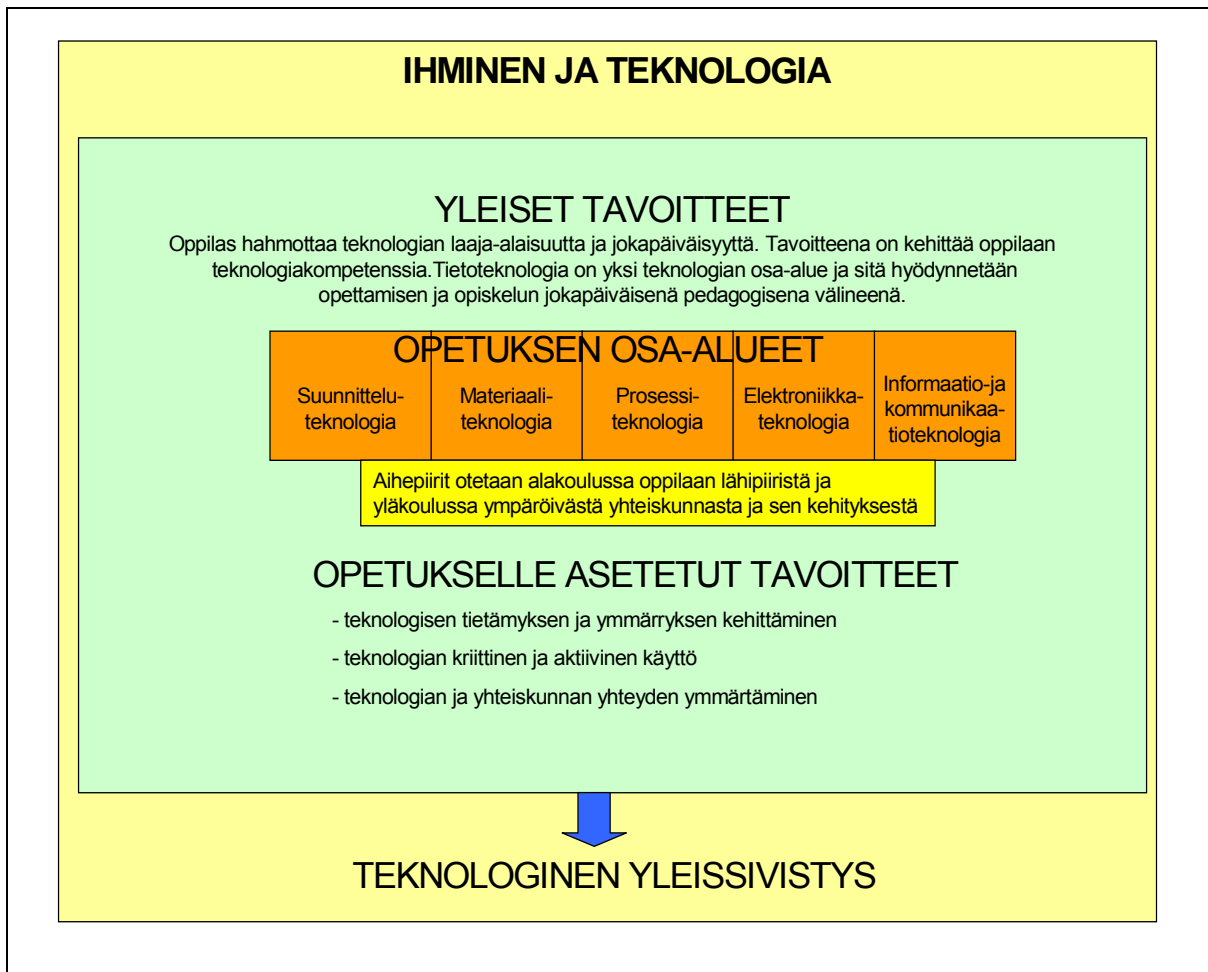 IHMINEN JA TEKNOLOGIA
YLEISET TAVOITTEET
Oppilas hahmottaa teknologian laaja-alaisuutta ja jokapäiväisyyttä. Tavoitteena on kehittää oppilaan
teknologiakompetenssia.Tietoteknologia on yksi teknologian osa-alue ja sitä hyödynnetään
opettamisen ja opiskelun jokapäiväisenä pedagogisena välineenä.
OPETUKSEN OSA-ALUEET
Suunnittelu-
teknologia
Materiaali-
teknologia
Prosessi-
teknologia
Elektroniikka-
teknologia
Informaatio-ja
kommunikaa-
tioteknologia
Aihepiirit otetaan alakoulussa oppilaan lähipiiristä ja
yläkoulussa ympäröivästä yhteiskunnasta ja sen kehityksestä
OPETUKSELLE ASETETUT TAVOITTEET
- teknologisen tietämyksen ja ymmärryksen kehittäminen
- teknologian kriittinen ja aktiivinen käyttö
- teknologian ja yhteiskunnan yhteyden ymmärtäminen
TEKNOLOGINEN YLEISSIVISTYS